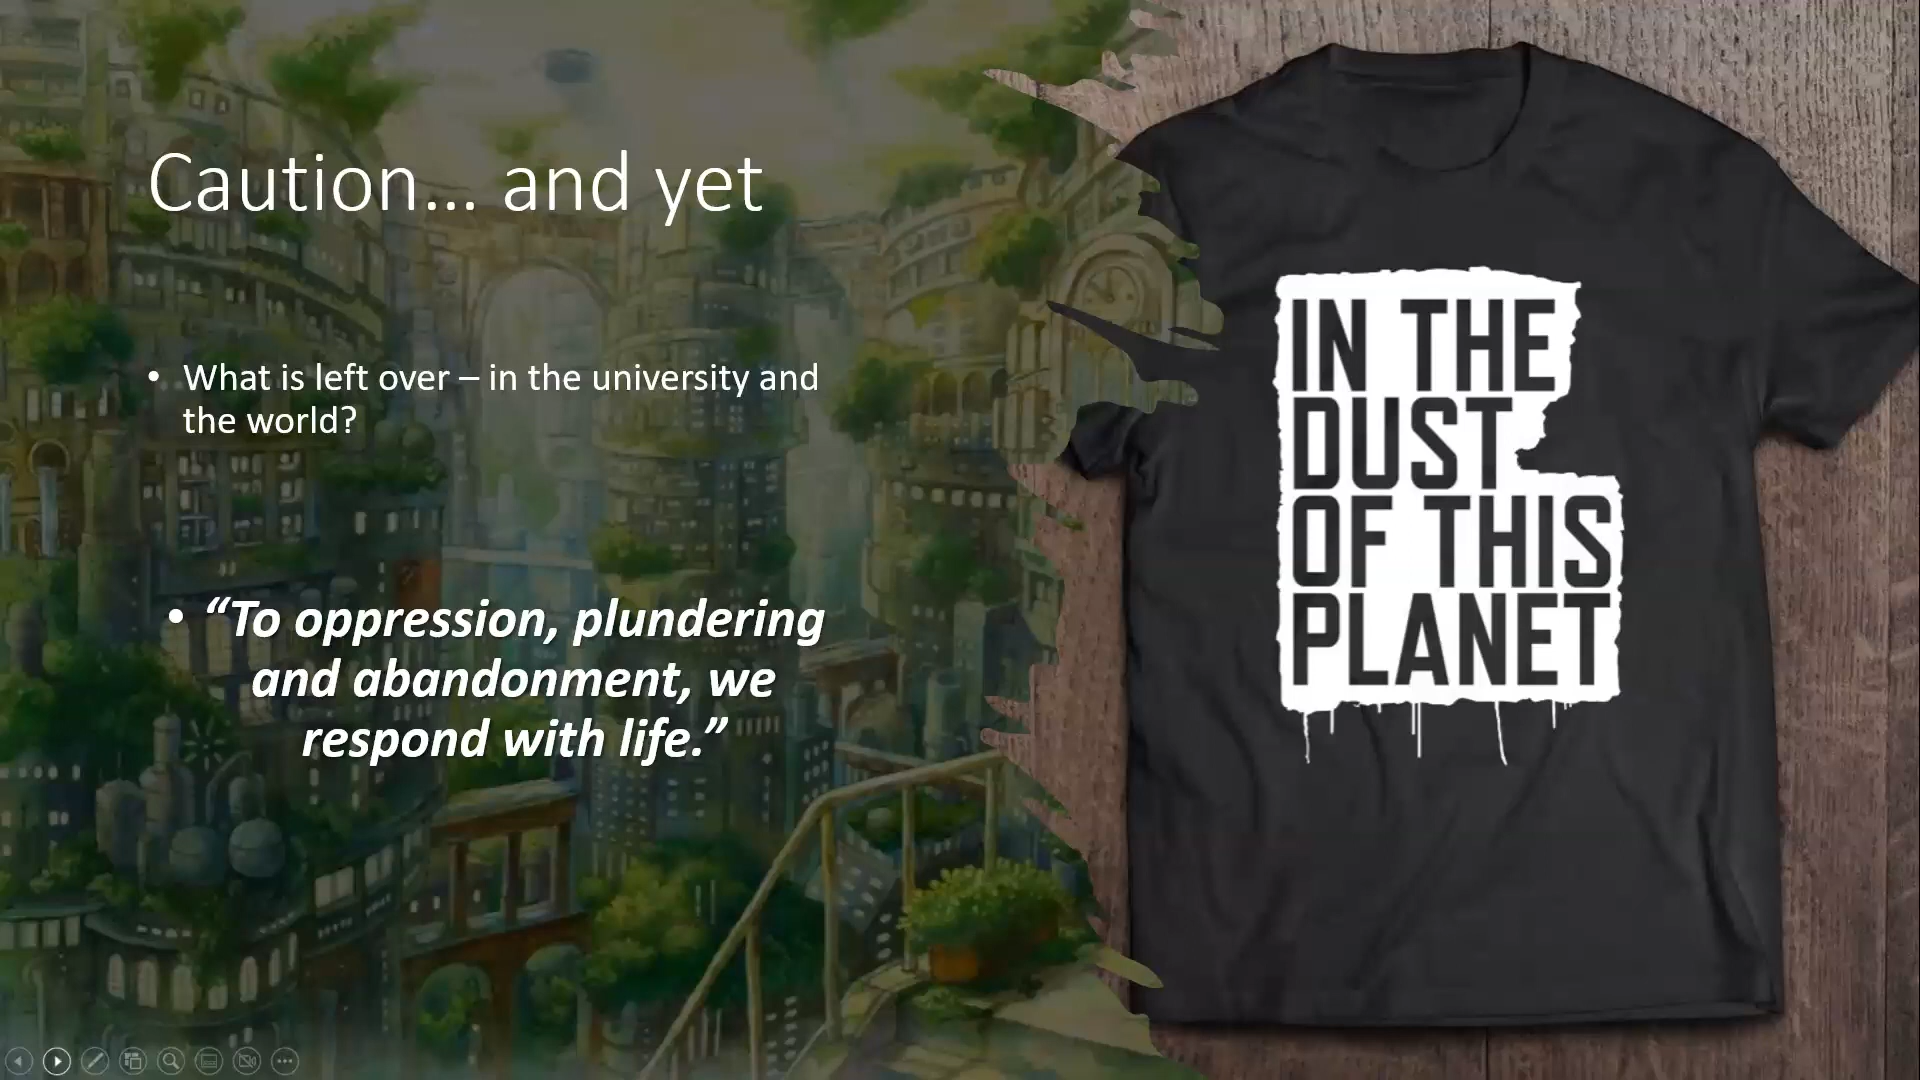 Caution... and yet
• What is left over – in the university and
the world?
• “To oppression, plundering
and abandonment, we
respond with life.”
IN THE
DUST
OF THIS
PLANET